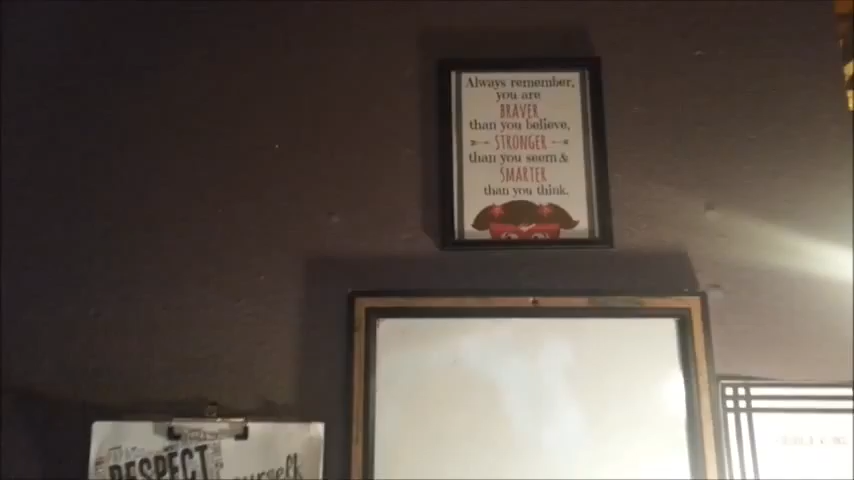 Always remember,
you are
BRAVER
than you believe,
STRONGER
than you seem &
SMARTER
than you think.
RESPECT